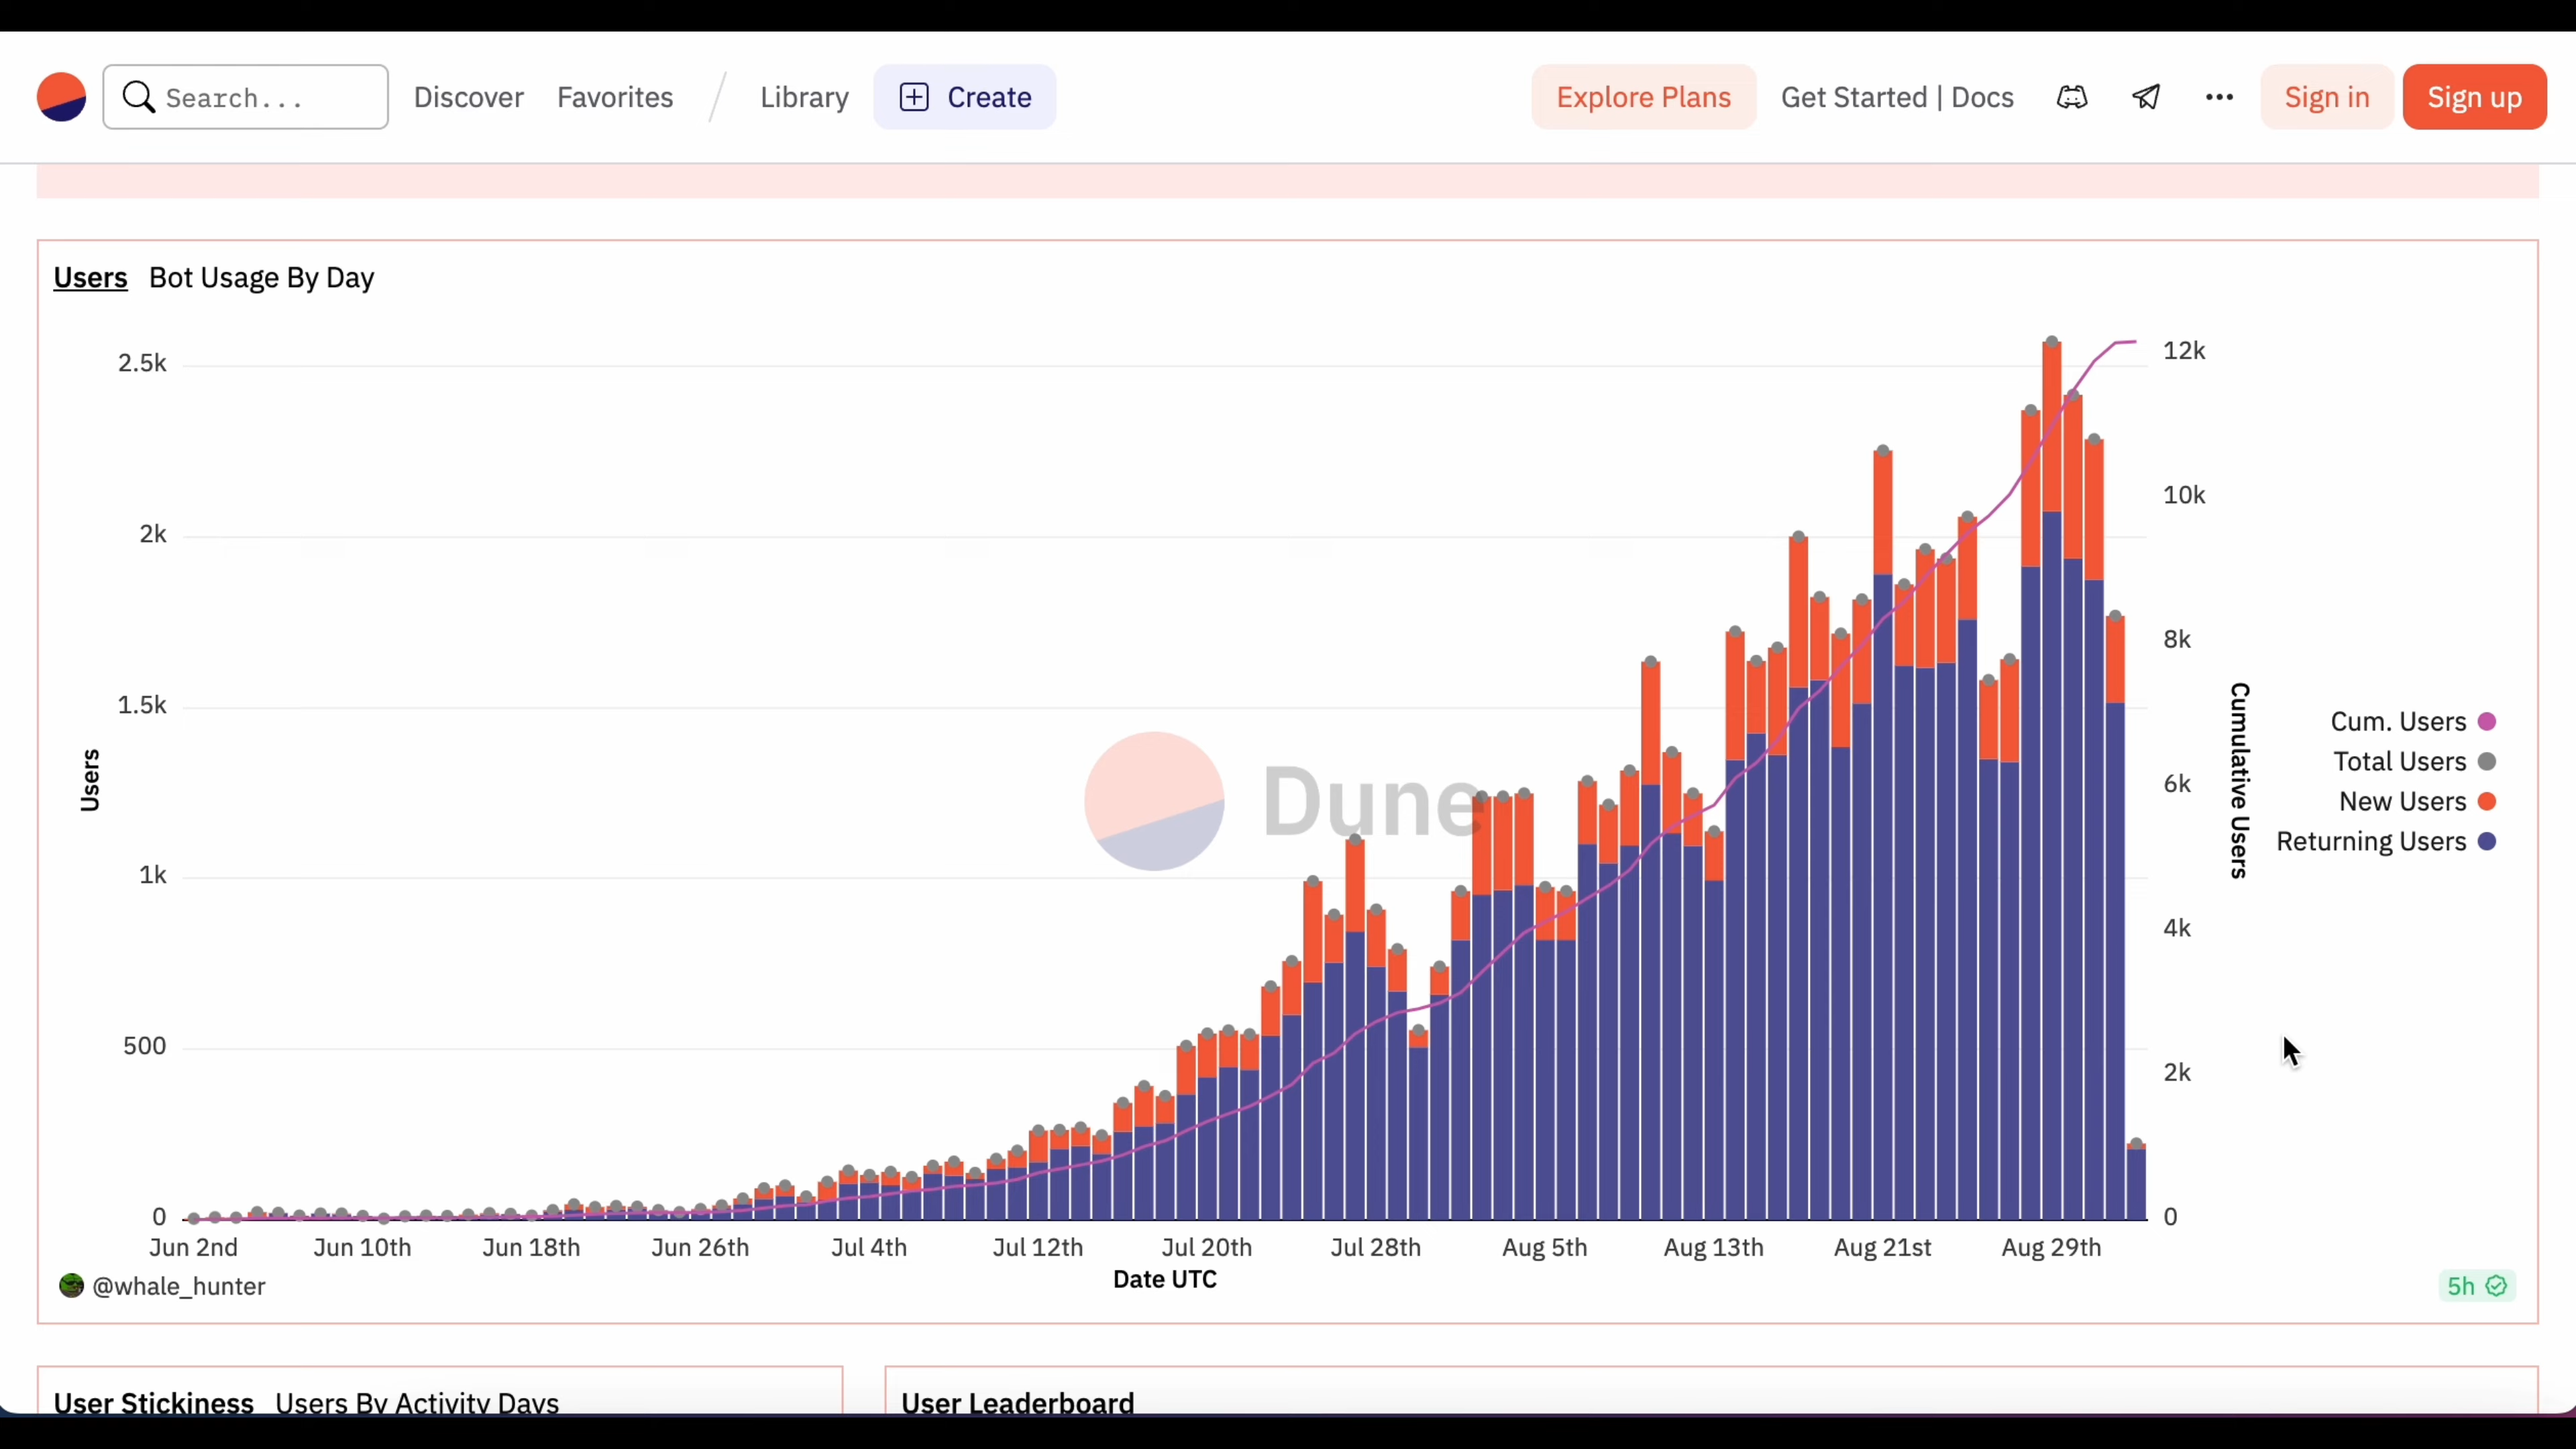 Search... Discover Favorites Library Create Explore Plans Get Started | Docs Sign in Sign up
Users Bot Usage By Day
2.5k
2k
1.5k
1k
500
0
Users
Dune
12k
10k
8k
6k
4k
2k
0
Cumulative Users
Cum. Users
Total Users
New Users
Returning Users
Jun 2nd Jun 10th Jun 18th Jun 26th Jul 4th Jul 12th Jul 20th Jul 28th Aug 5th Aug 13th Aug 21st Aug 29th
Date UTC
@whale_hunter
5h
User Stickiness Users By Activity Days
User Leaderboard